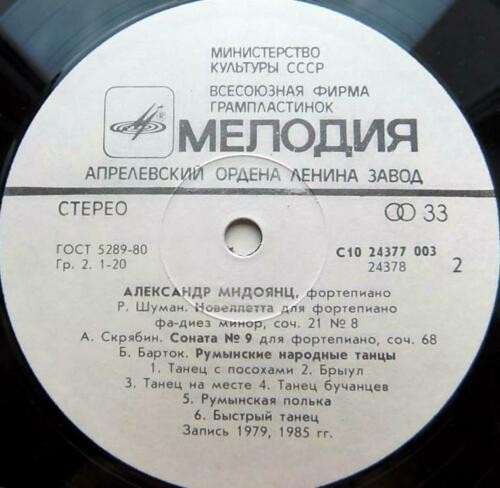 МИНИСТЕРСТВО
КУЛЬТУРЫ СССР
ВСЕСОЮЗНАЯ ФИРМА
ГРАМПЛАСТИНОК
МЕЛОДИЯ
АПРЕЛЕВСКИЙ ОРДЕНА ЛЕНИНА ЗАВОД
СТЕРЕО 33
ГОСТ 5289-80 С10 24377 003
Гр. 2. 1-20 24378 2
АЛЕКСАНДР МНДОЯНЦ, фортепиано
Р. Шуман. Новеллетта для фортепиано
фа-диез минор, соч. 21 № 8
А. Скрябин. Соната № 9 для фортепиано, соч. 68
Б. Барток. Румынские народные танцы
1. Танец с посохами 2. Брыул
3. Танец на месте 4. Танец бучанцев
5. Румынская полька
6. Быстрый танец
Запись 1979, 1985 гг.